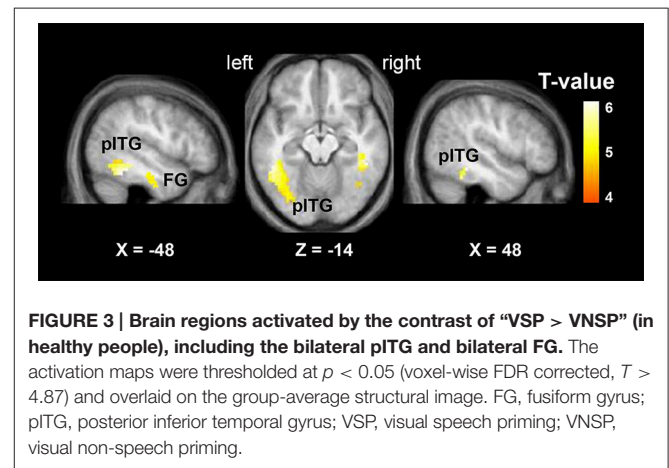 left right
T-value
6
pITG
pITG
FG
5
pITG
4
X = -48 Z = -14 X = 48
FIGURE 3 | Brain regions activated by the contrast of “VSP > VNSP” (in
healthy people), including the bilateral pITG and bilateral FG. The
activation maps were thresholded at p < 0.05 (voxel-wise FDR corrected, T >
4.87) and overlaid on the group-average structural image. FG, fusiform gyrus;
pITG, posterior inferior temporal gyrus; VSP, visual speech priming; VNSP,
visual non-speech priming.